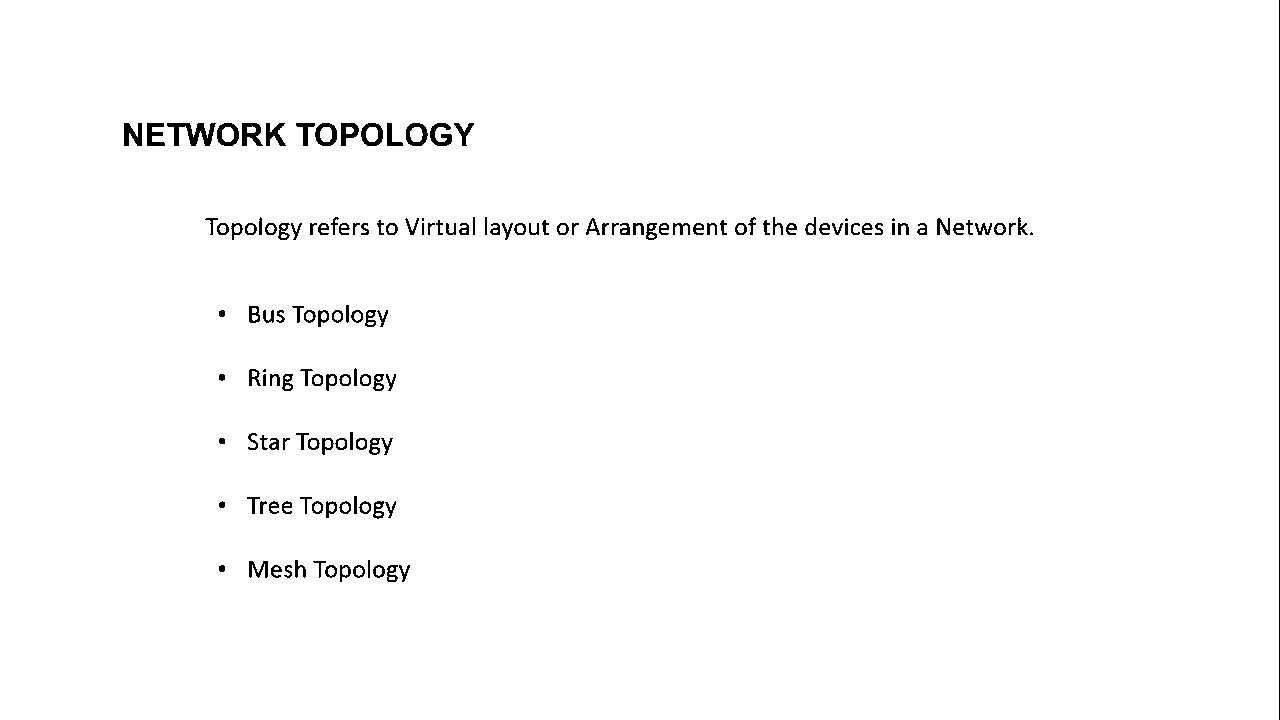 NETWORK TOPOLOGY
Topology refers to Virtual layout or Arrangement of the devices in a Network.
• Bus Topology
• Ring Topology
• Star Topology
• Tree Topology
• Mesh Topology